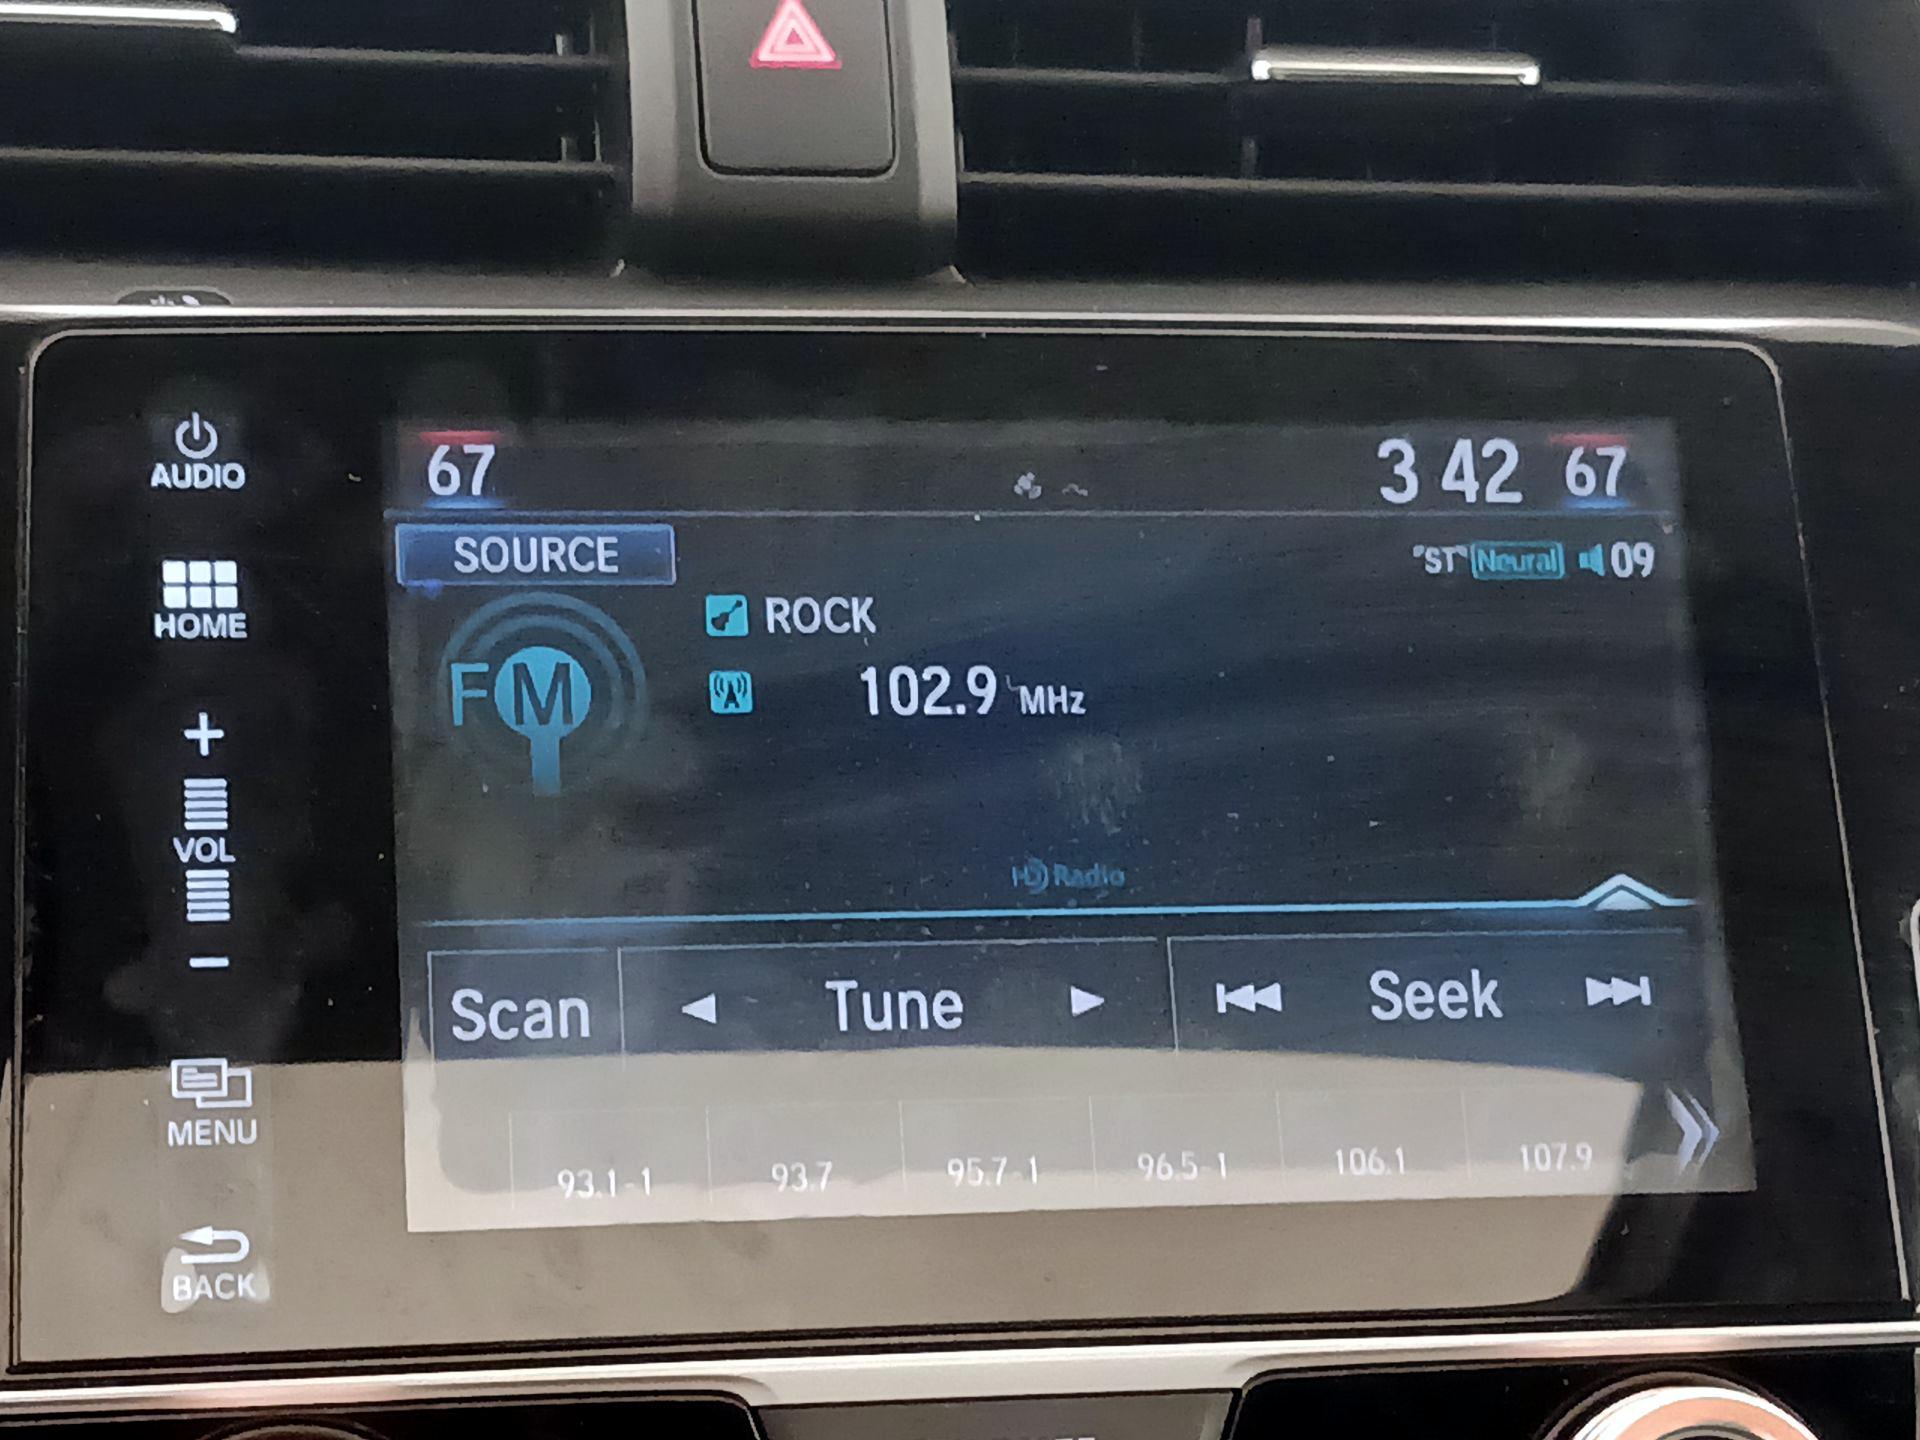 67
3 42 67
SOURCE
"ST" Neural 09
ROCK
FM
102.9 MHz
HD Radio
Scan Tune Seek
93.1-1 93.7 95.7-1 96.5-1 106.1 107.9
AUDIO
HOME
+
VOL
−
MENU
BACK